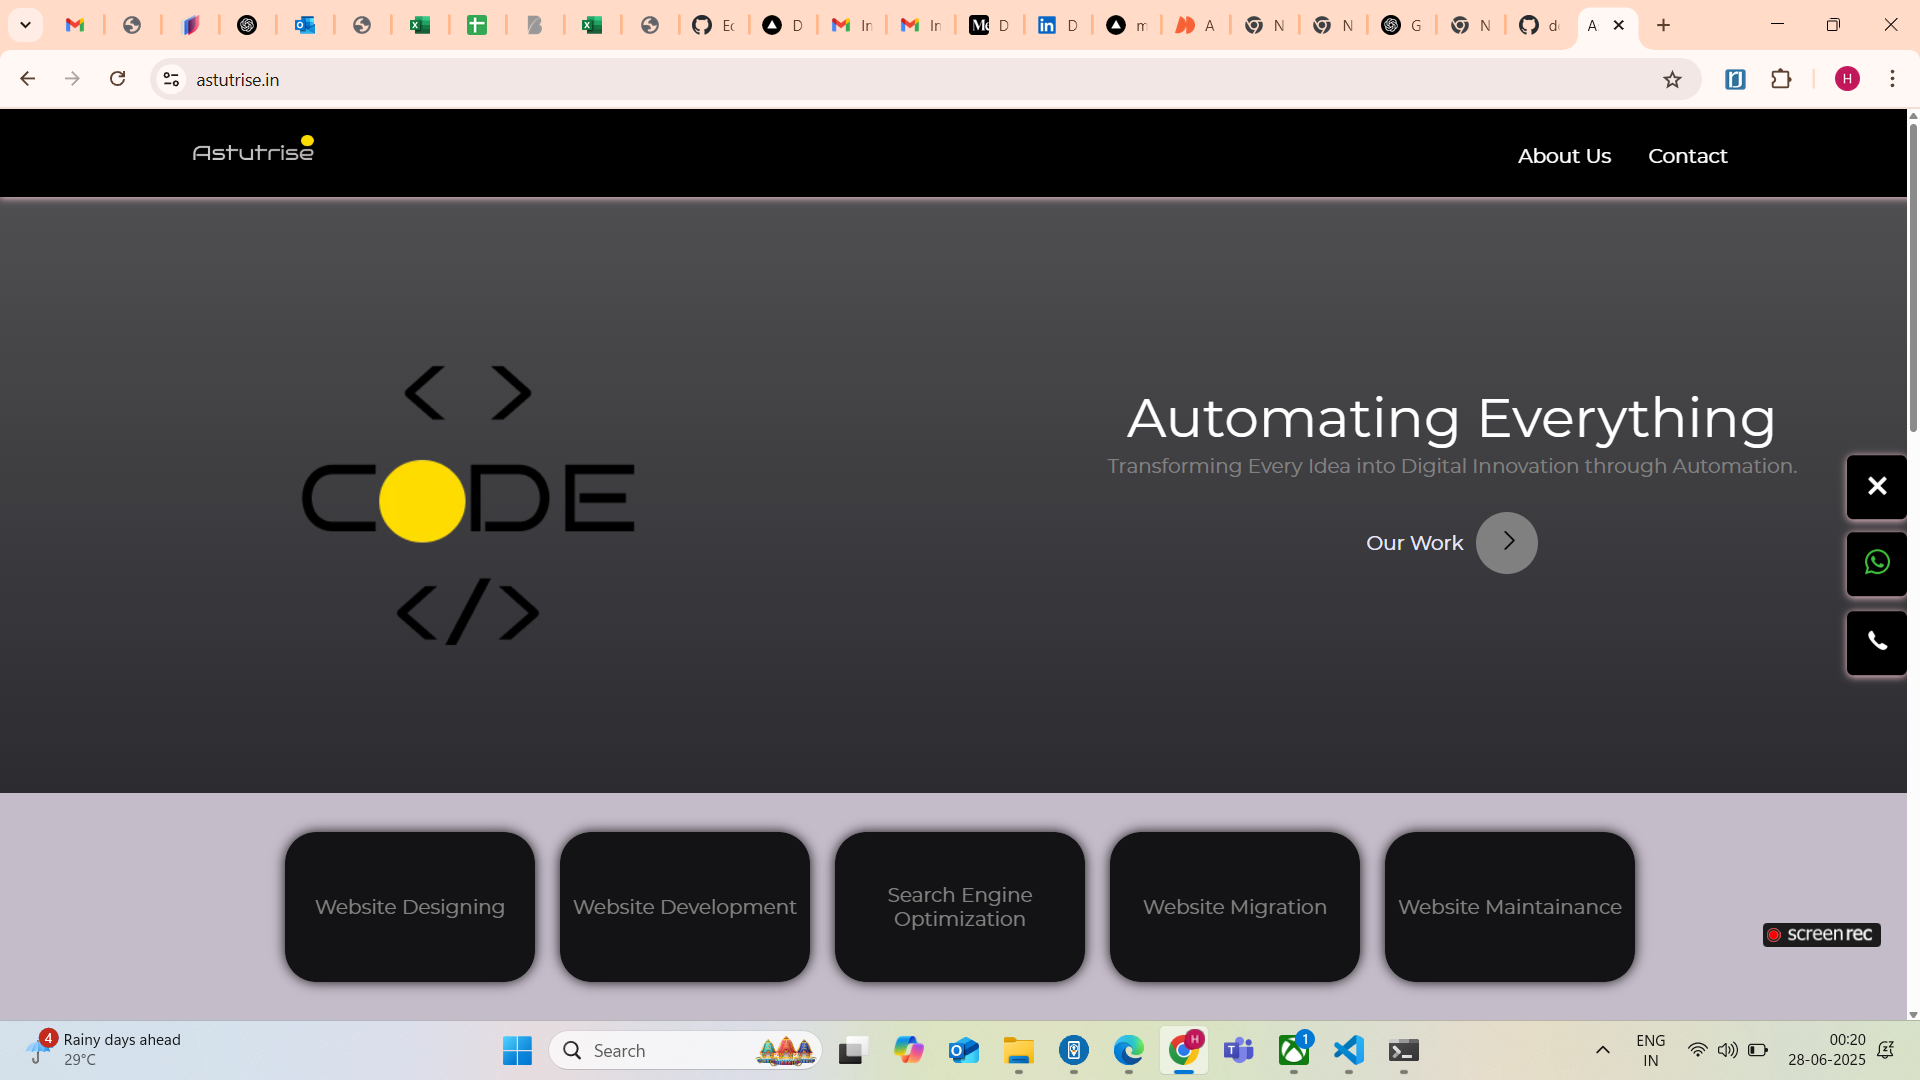 Ec
D
In
In
Me D
in D
m
A
N
N
G
N
d
A
astutrise.in
H
Astutrise
About Us
Contact
< >
CODE
</>
Automating Everything
Transforming Every Idea into Digital Innovation through Automation.
Our Work
Website Designing
Website Development
Search Engine
Optimization
Website Migration
Website Maintainance
screenrec
4
Rainy days ahead
29°C
Search
H
1
ENG
IN
00:20
28-06-2025